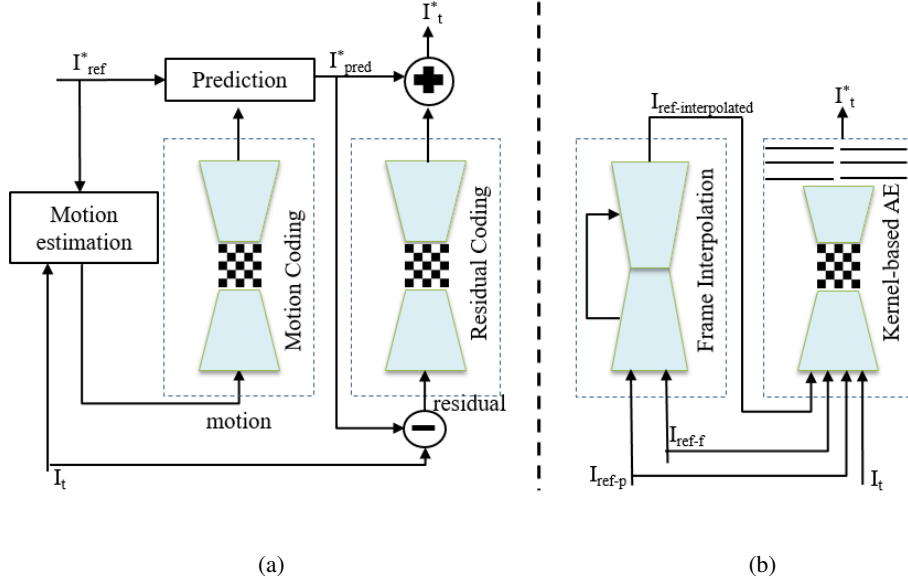 I*t
I*ref
Prediction
I*pred
Motion
estimation
Motion Coding
Residual Coding
motion
residual
It
(a)
Iref-interpolated
I*t
Frame Interpolation
Kernel-based AE
Iref-f
Iref-p
It
(b)